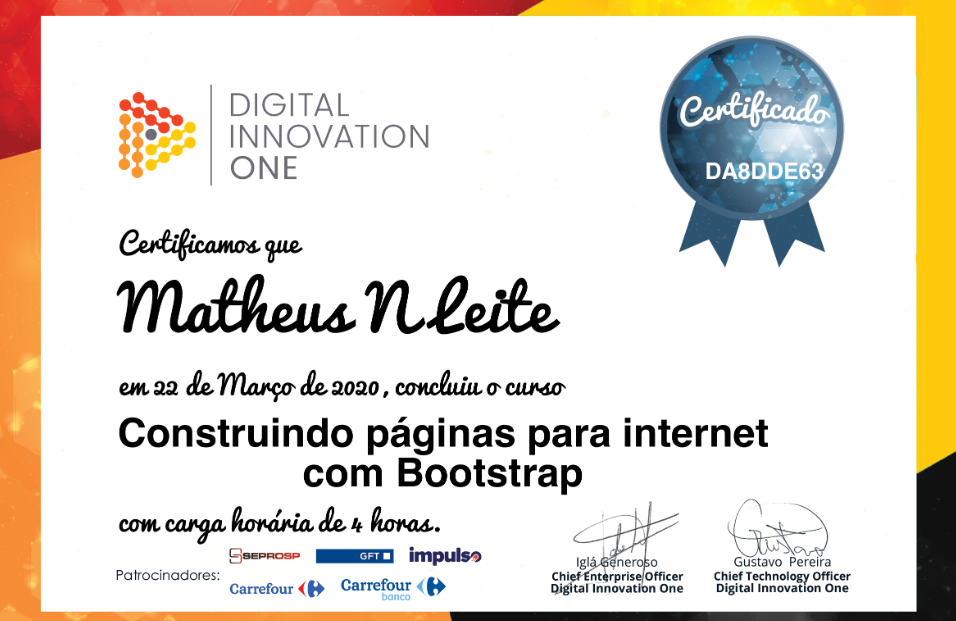 DIGITAL
INNOVATION
ONE
Certificado
DA8DDE63
Certificamos que
Matheus N Leite
em 22 de Março de 2020, concluiu o curso
Construindo páginas para internet
com Bootstrap
com carga horária de 4 horas.
Patrocinadores:
SEPROSP GFT impulso
Carrefour Carrefour banco
Iglá Generoso
Chief Enterprise Officer
Digital Innovation One
Gustavo
Gustavo Pereira
Chief Technology Officer
Digital Innovation One